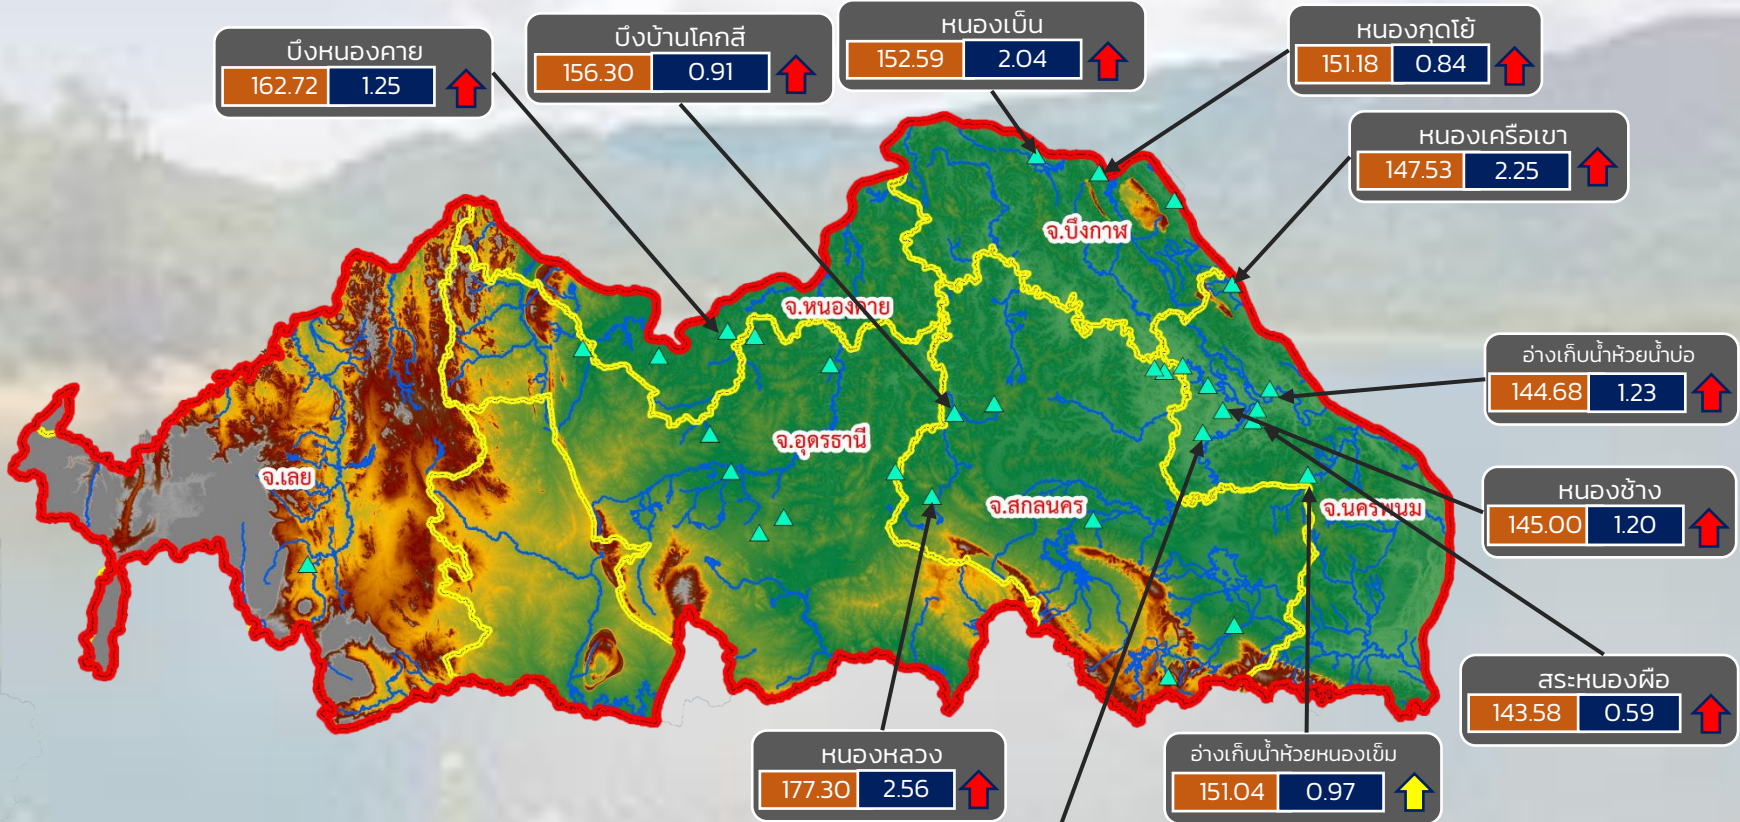 บึงหนองคาย
162.72 1.25
บึงบ้านโคกสี
156.30 0.91
หนองเบ็น
152.59 2.04
หนองกุดโย้
151.18 0.84
หนองเครือเขา
147.53 2.25
จ.บึงกาฬ
จ.หนองคาย
อ่างเก็บน้ำห้วยน้ำบ่อ
144.68 1.23
จ.อุดรธานี
จ.เลย
จ.สกลนคร
จ.นครพนม
หนองช้าง
145.00 1.20
สระหนองผือ
143.58 0.59
หนองหลวง
177.30 2.56
อ่างเก็บน้ำห้วยหนองเข็ม
151.04 0.97